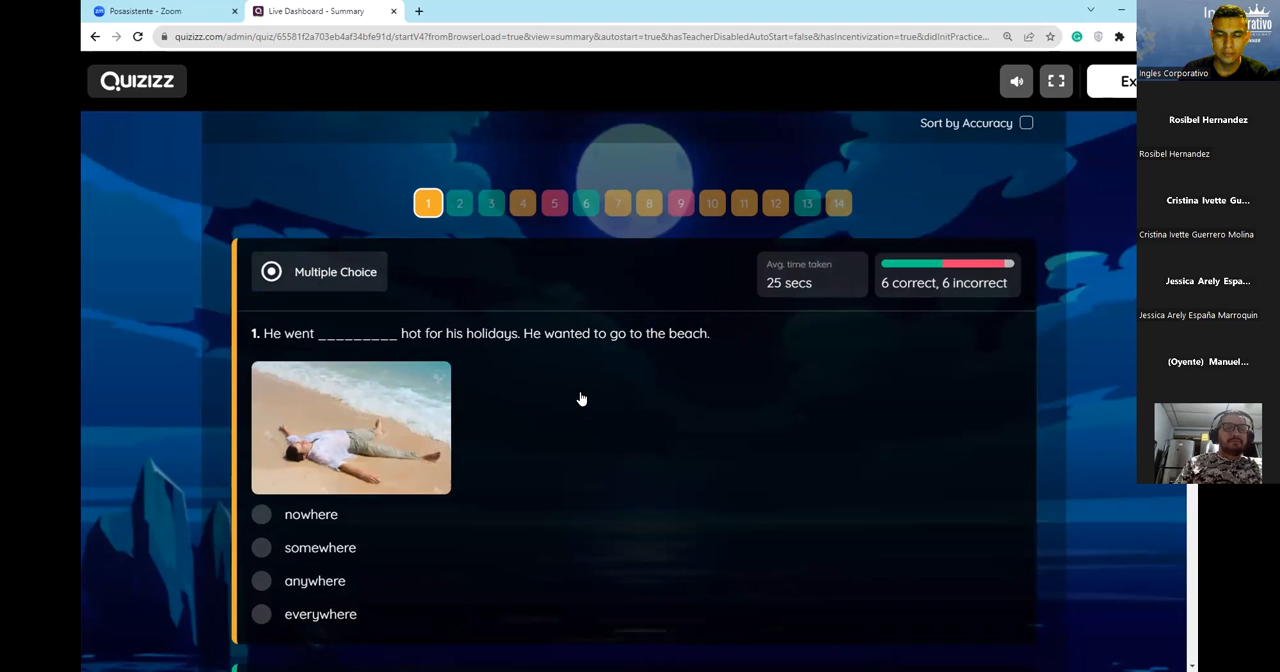 Posasistente - Zoom
Live Dashboard - Summary
quizizz.com/admin/quiz/65581f2a703eb4af34bfe91d/startV4?fromBrowserLoad=true&view=summary&autostart=true&hasTeacherDisabledAutoStart=false&hasIncentivization=true&didInitPractice...
QUIZIZZ
Ex
Sort by Accuracy
1 2 3 4 5 6 7 8 9 10 11 12 13 14
Multiple Choice
Avg. time taken
25 secs
6 correct, 6 incorrect
1. He went _________ hot for his holidays. He wanted to go to the beach.
nowhere
somewhere
anywhere
everywhere
Ingles Corporativo
Rosibel Hernandez
Rosibel Hernandez
Cristina Ivette Gu...
Cristina Ivette Guerrero Molina
Jessica Arely Espa...
Jessica Arely España Marroquin
(Oyente) Manuel...